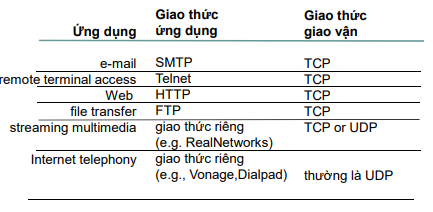 Ứng dụng Giao thức ứng dụng Giao thức giao vận
e-mail SMTP TCP
remote terminal access Telnet TCP
Web HTTP TCP
file transfer FTP TCP
streaming multimedia giao thức riêng TCP or UDP
(e.g. RealNetworks)
Internet telephony giao thức riêng
(e.g., Vonage,Dialpad) thường là UDP